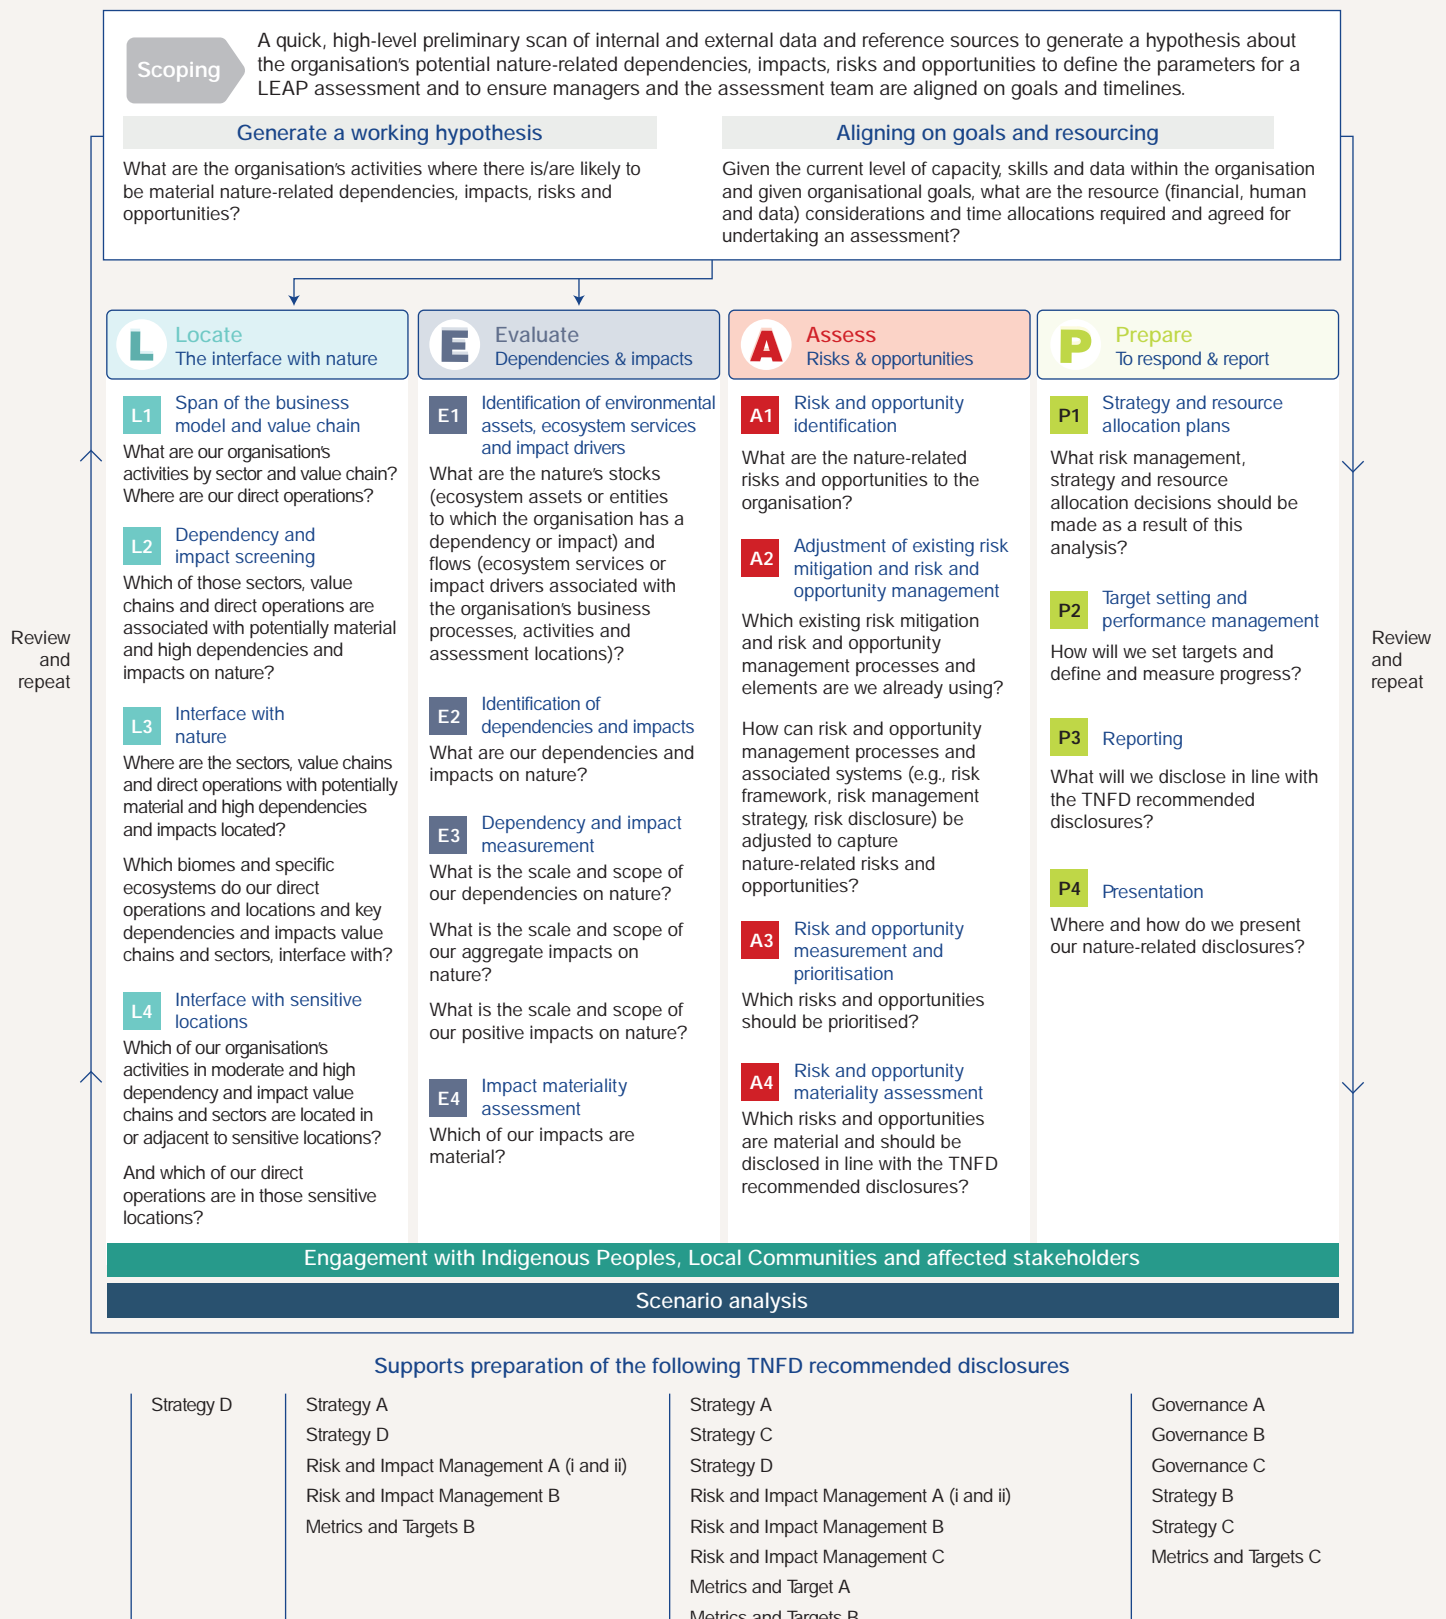 Scoping
A quick, high-level preliminary scan of internal and external data and reference sources to generate a hypothesis about
the organisation's potential nature-related dependencies, impacts, risks and opportunities to define the parameters for a
LEAP assessment and to ensure managers and the assessment team are aligned on goals and timelines.
Generate a working hypothesis
What are the organisation's activities where there is/are likely to
be material nature-related dependencies, impacts, risks and
opportunities?
Aligning on goals and resourcing
Given the current level of capacity, skills and data within the organisation
and given organisational goals, what are the resource (financial, human
and data) considerations and time allocations required and agreed for
undertaking an assessment?
Review
and
repeat
L
Locate
The interface with nature
L1
Span of the business
model and value chain
What are our organisation's
activities by sector and value chain?
Where are our direct operations?
L2
Dependency and
impact screening
Which of those sectors, value
chains and direct operations are
associated with potentially material
and high dependencies and
impacts on nature?
L3
Interface with
nature
Where are the sectors, value chains
and direct operations with potentially
material and high dependencies
and impacts located?
Which biomes and specific
ecosystems do our direct
operations and locations and key
dependencies and impacts value
chains and sectors, interface with?
L4
Interface with sensitive
locations
Which of our organisation's
activities in moderate and high
dependency and impact value
chains and sectors are located in
or adjacent to sensitive locations?
And which of our direct
operations are in those sensitive
locations?
E
Evaluate
Dependencies & impacts
E1
Identification of environmental
assets, ecosystem services
and impact drivers
What are the nature's stocks
(ecosystem assets or entities
to which the organisation has a
dependency or impact) and
flows (ecosystem services or
impact drivers associated with
the organisation's business
processes, activities and
assessment locations)?
E2
Identification of
dependencies and impacts
What are our dependencies and
impacts on nature?
E3
Dependency and impact
measurement
What is the scale and scope of
our dependencies on nature?
What is the scale and scope of
our aggregate impacts on
nature?
What is the scale and scope of
our positive impacts on nature?
E4
Impact materiality
assessment
Which of our impacts are
material?
A
Assess
Risks & opportunities
A1
Risk and opportunity
identification
What are the nature-related
risks and opportunities to the
organisation?
A2
Adjustment of existing risk
mitigation and risk and
opportunity management
Which existing risk mitigation
and risk and opportunity
management processes and
elements are we already using?
How can risk and opportunity
management processes and
associated systems (e.g., risk
framework, risk management
strategy, risk disclosure) be
adjusted to capture
nature-related risks and
opportunities?
A3
Risk and opportunity
measurement and
prioritisation
Which risks and opportunities
should be prioritised?
A4
Risk and opportunity
materiality assessment
Which risks and opportunities
are material and should be
disclosed in line with the TNFD
recommended disclosures?
P
Prepare
To respond & report
P1
Strategy and resource
allocation plans
What risk management,
strategy and resource
allocation decisions should be
made as a result of this
analysis?
P2
Target setting and
performance management
How will we set targets and
define and measure progress?
P3
Reporting
What will we disclose in line with
the TNFD recommended
disclosures?
P4
Presentation
Where and how do we present
our nature-related disclosures?
Review
and
repeat
Engagement with Indigenous Peoples, Local Communities and affected stakeholders
Scenario analysis
Supports preparation of the following TNFD recommended disclosures
Strategy D
Strategy A
Strategy D
Risk and Impact Management A (i and ii)
Risk and Impact Management B
Metrics and Targets B
Strategy A
Strategy C
Strategy D
Risk and Impact Management A (i and ii)
Risk and Impact Management B
Risk and Impact Management C
Metrics and Target A
Metrics and Targets B
Governance A
Governance B
Governance C
Strategy B
Strategy C
Metrics and Targets C